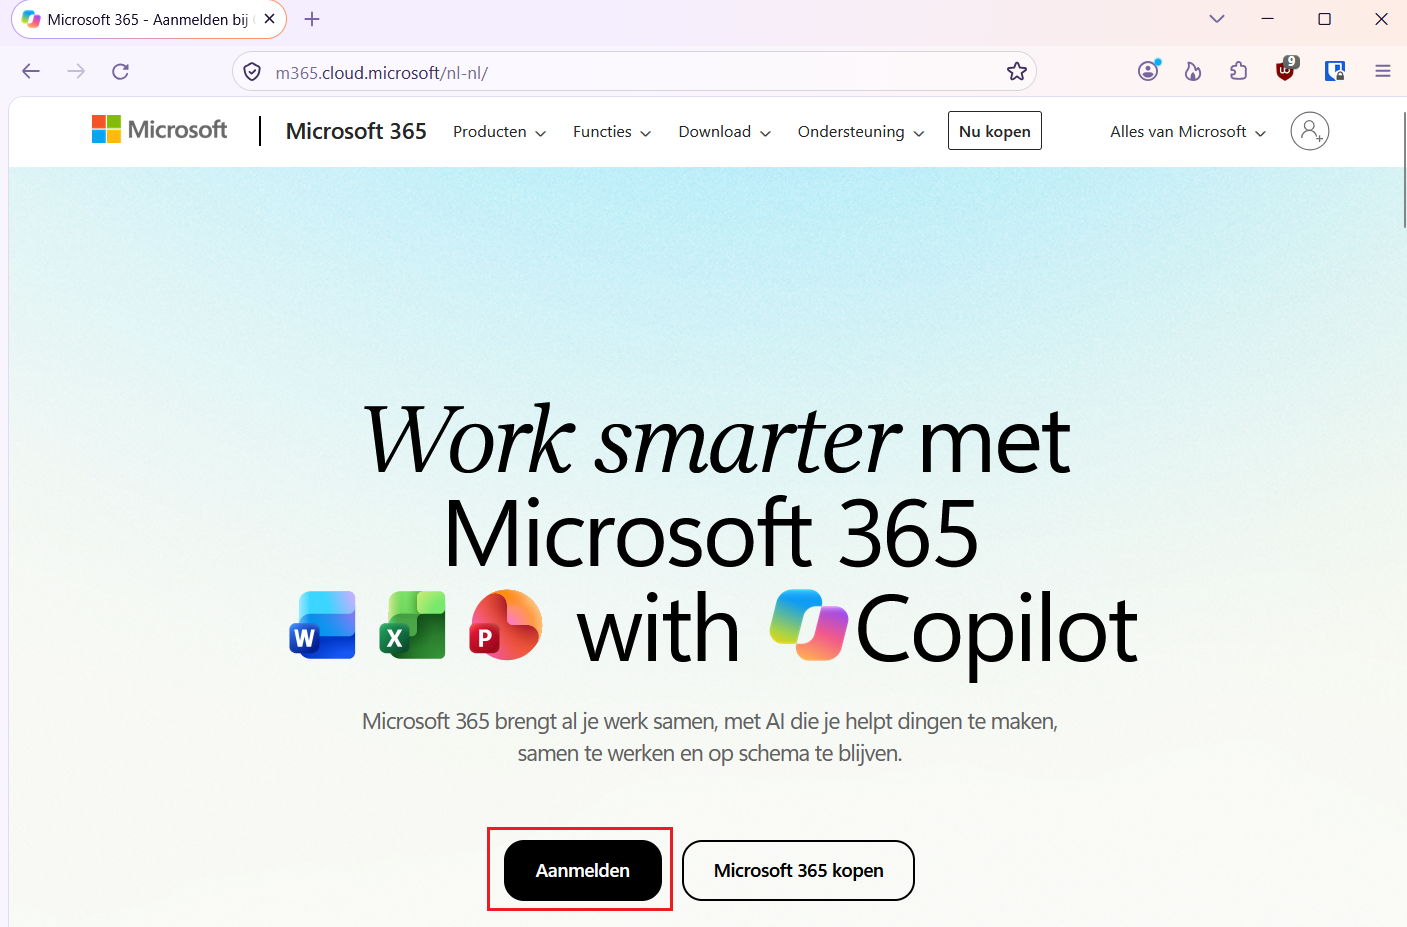 Microsoft 365 - Aanmelden bij
m365.cloud.microsoft/nl-nl/
9
Microsoft
Microsoft 365
Producten
Functies
Download
Ondersteuning
Nu kopen
Alles van Microsoft
Work smarter met
Microsoft 365
W X P with Copilot
Microsoft 365 brengt al je werk samen, met AI die je helpt dingen te maken,
samen te werken en op schema te blijven.
Aanmelden
Microsoft 365 kopen